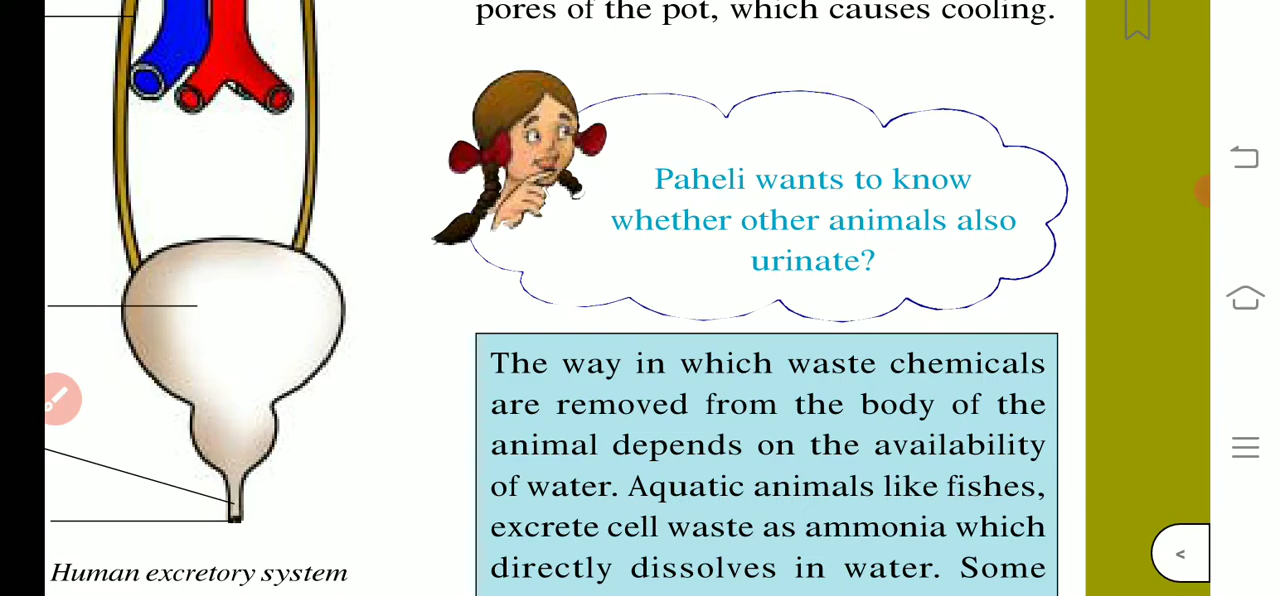 pores of the pot, which causes cooling.
Paheli wants to know
whether other animals also
urinate?
The way in which waste chemicals
are removed from the body of the
animal depends on the availability
of water. Aquatic animals like fishes,
excrete cell waste as ammonia which
directly dissolves in water. Some
Human excretory system